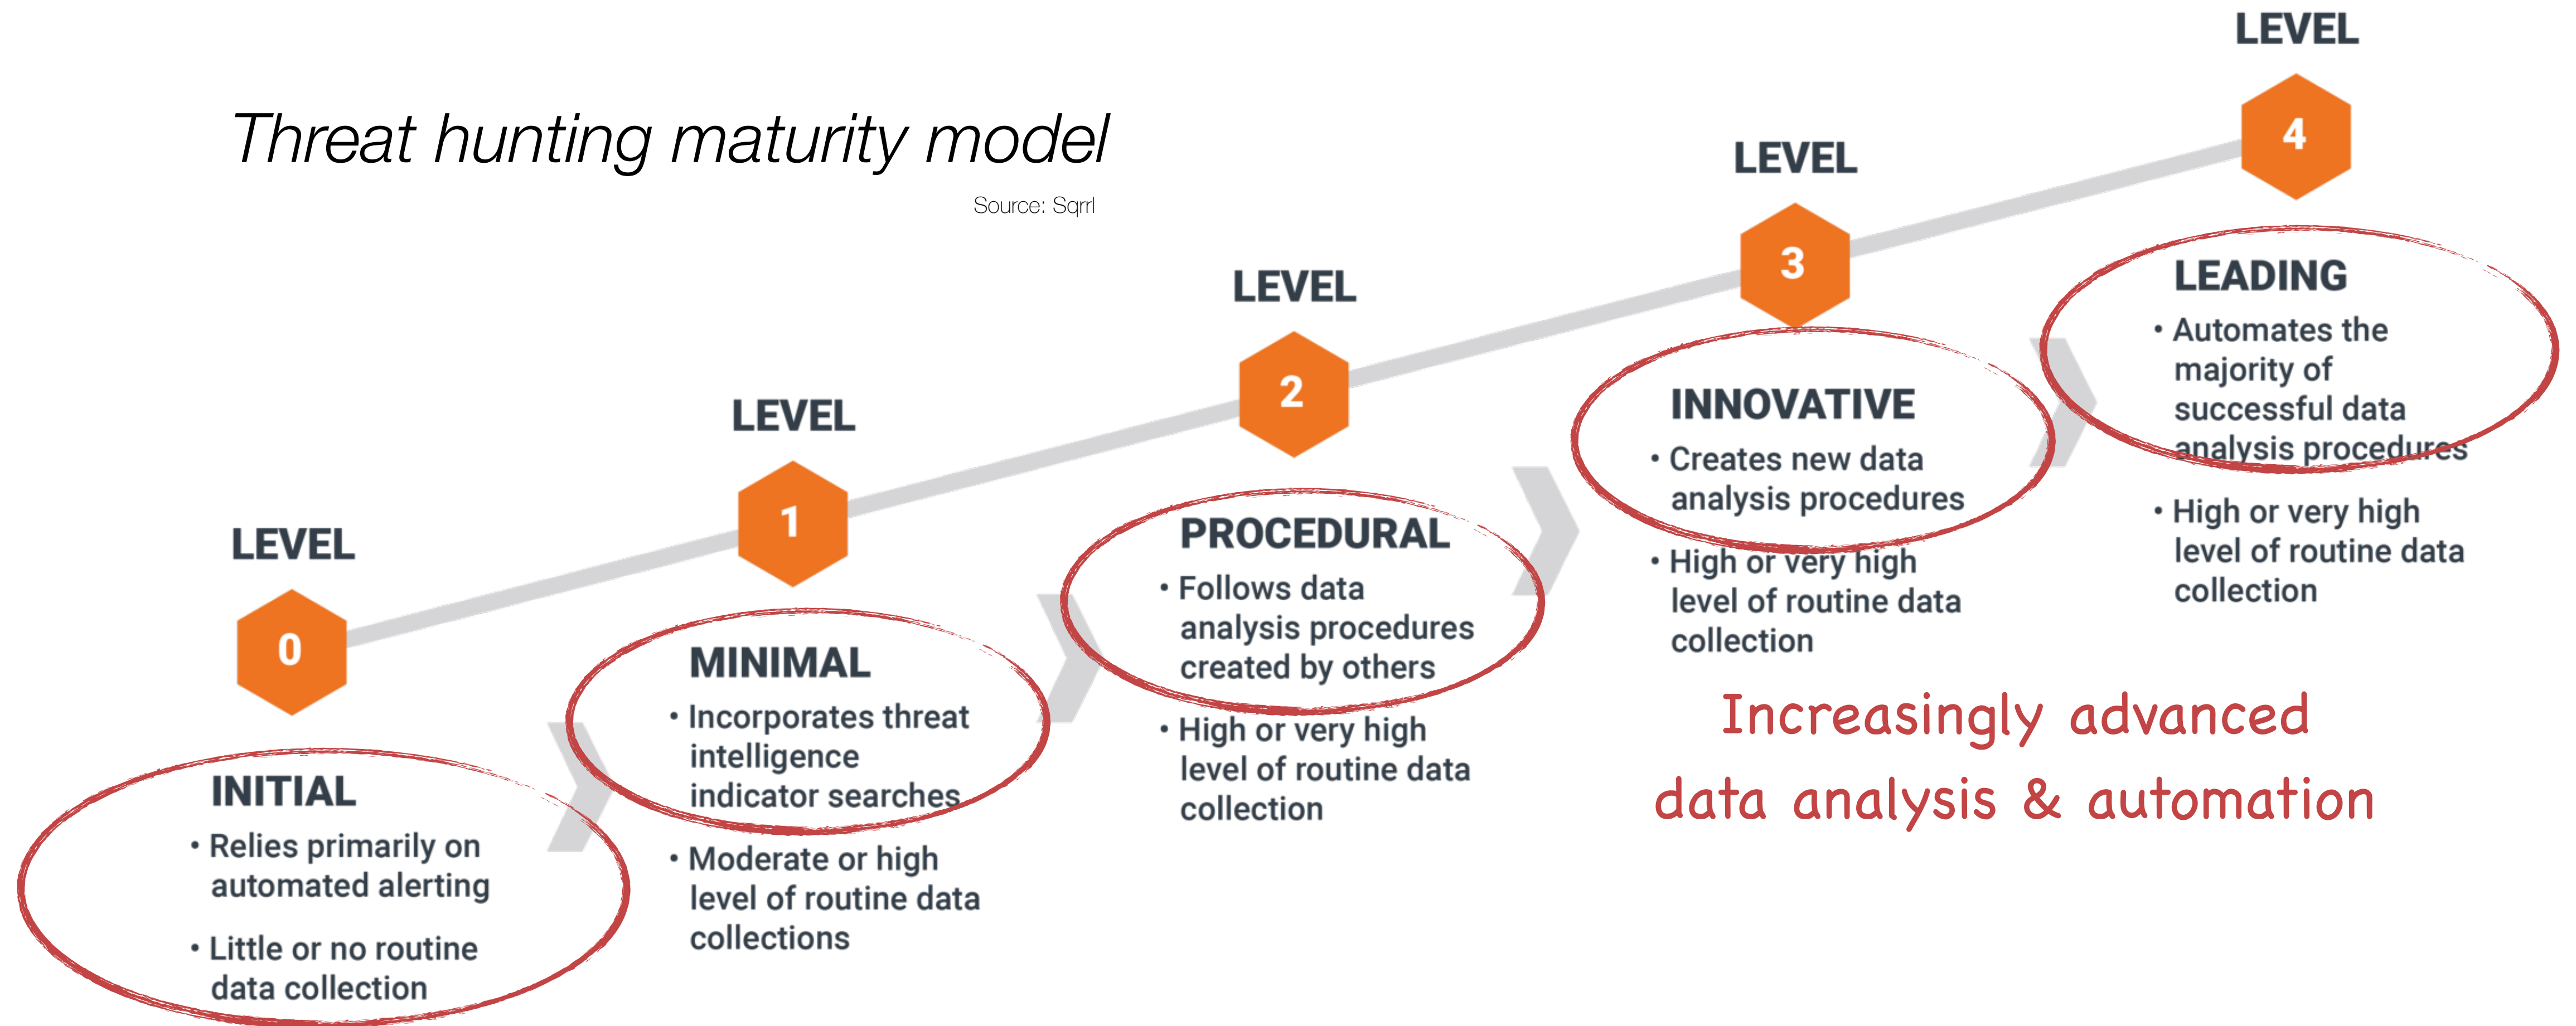 Threat hunting maturity model
Source: Sqrrl
LEVEL
0
INITIAL
• Relies primarily on
automated alerting
• Little or no routine
data collection
LEVEL
1
MINIMAL
• Incorporates threat
intelligence
indicator searches
• Moderate or high
level of routine data
collections
LEVEL
2
PROCEDURAL
• Follows data
analysis procedures
created by others
• High or very high
level of routine data
collection
LEVEL
3
INNOVATIVE
• Creates new data
analysis procedures
• High or very high
level of routine data
collection
LEVEL
4
LEADING
• Automates the
majority of
successful data
analysis procedures
• High or very high
level of routine data
collection
Increasingly advanced
data analysis & automation